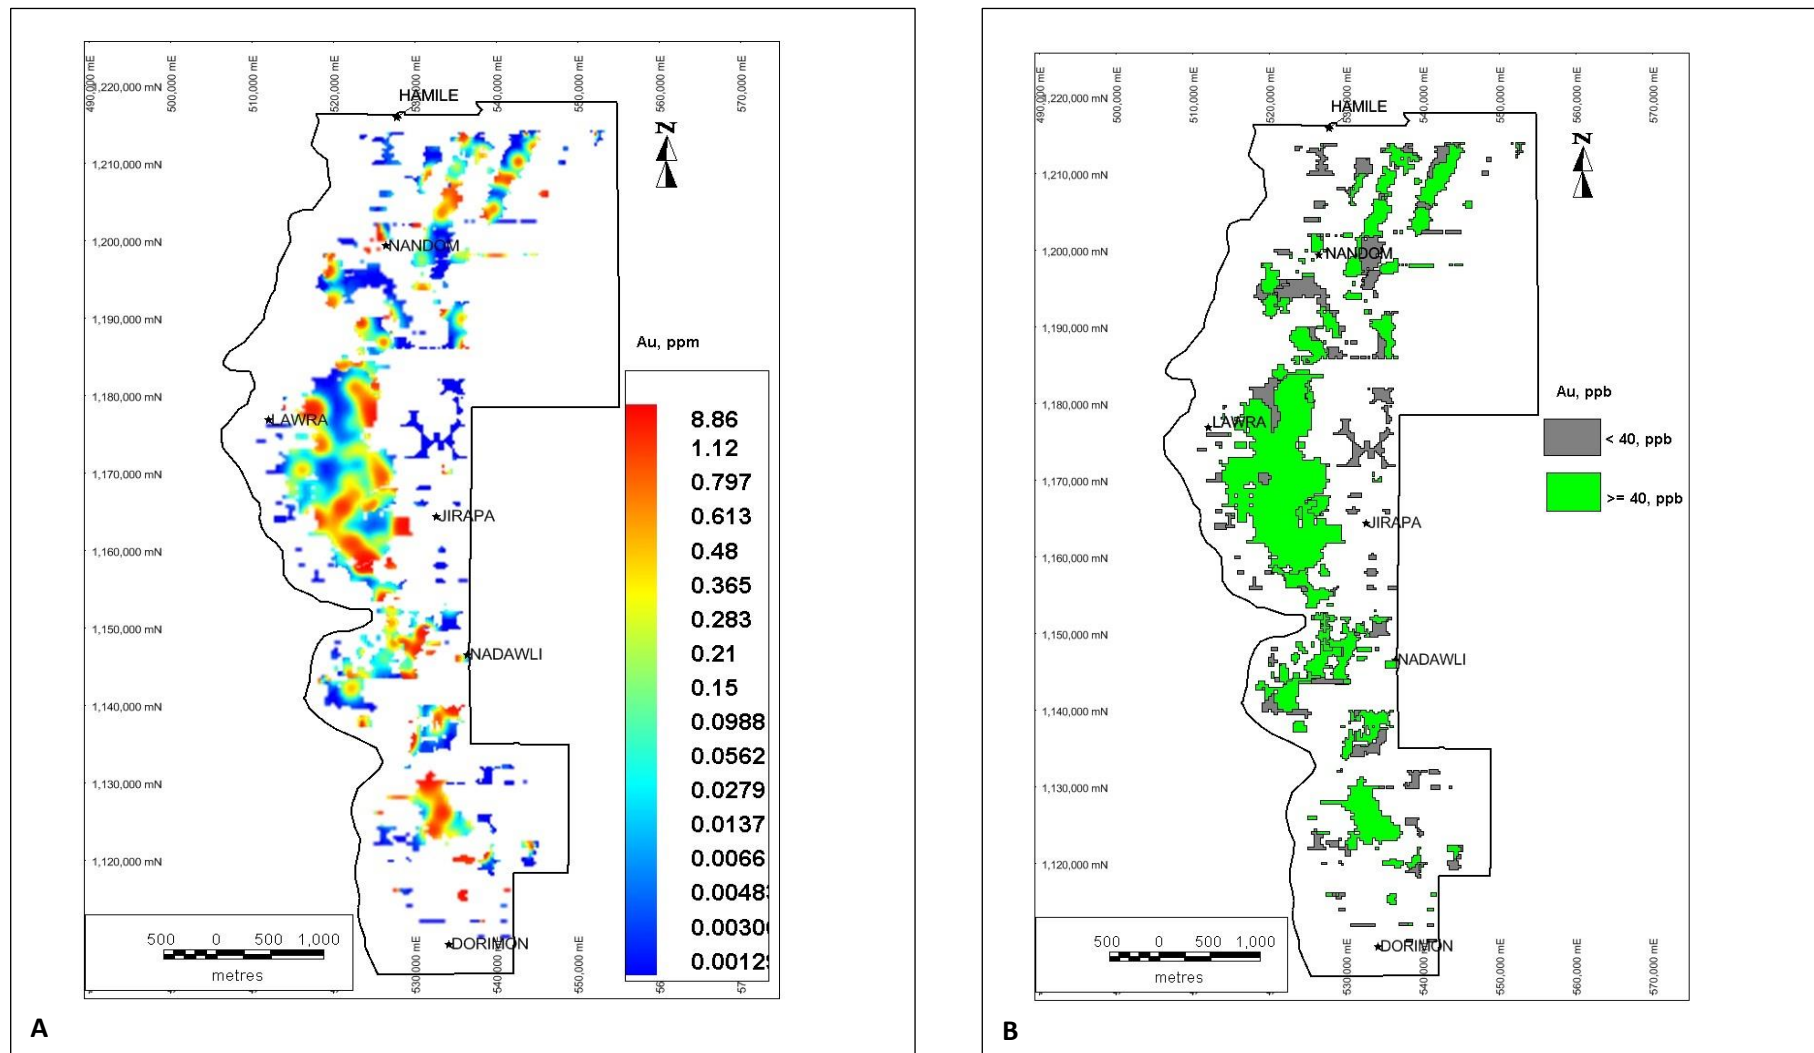 490,000 mE
500,000 mE
510,000 mE
520,000 mE
530,000 mE
540,000 mE
550,000 mE
560,000 mE
570,000 mE
1,220,000 mN
HAMILE
N
1,210,000 mN
1,200,000 mN
NANDOM
1,190,000 mN
Au, ppm
1,180,000 mN
LAWRA
1,170,000 mN
JIRAPA
1,160,000 mN
1,150,000 mN
NADAWLI
1,140,000 mN
1,130,000 mN
1,120,000 mN
8.86
1.12
0.797
0.613
0.48
0.365
0.283
0.21
0.15
0.0988
0.0562
0.0279
0.0137
0.0066
0.0048
0.0030
0.0012
500 0 500 1,000
metres
DORIMON
530,000 mE
550,000 mE
56
57
A
490,000 mE
500,000 mE
510,000 mE
520,000 mE
530,000 mE
540,000 mE
550,000 mE
560,000 mE
570,000 mE
1,220,000 mN
HAMILE
N
1,210,000 mN
1,200,000 mN
NANDOM
1,190,000 mN
1,180,000 mN
LAWRA
Au, ppb
< 40, ppb
>= 40, ppb
1,170,000 mN
JIRAPA
1,160,000 mN
1,150,000 mN
NADAWLI
1,140,000 mN
1,130,000 mN
1,120,000 mN
500 0 500 1,000
metres
DORIMON
530,000 mE
540,000 mE
550,000 mE
560,000 mE
570,000 mE
B